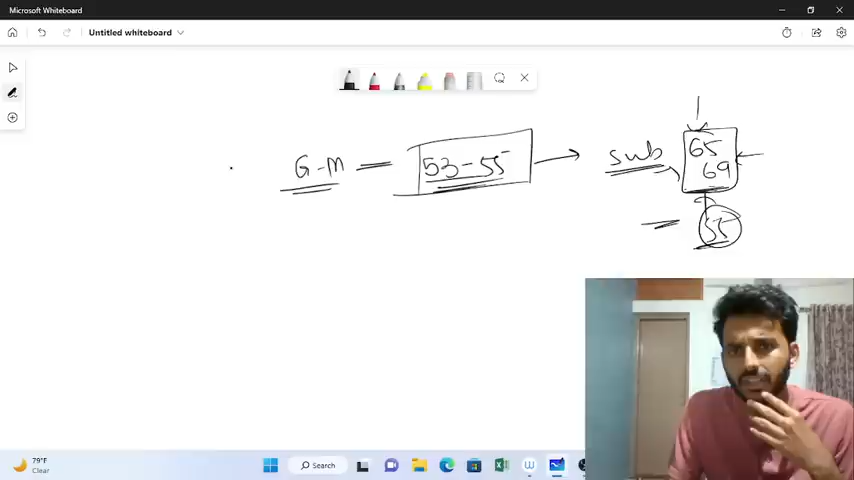 Microsoft Whiteboard
Untitled whiteboard
G-M = 53-55 → sub 65
69
= 55
79°F
Clear
Search